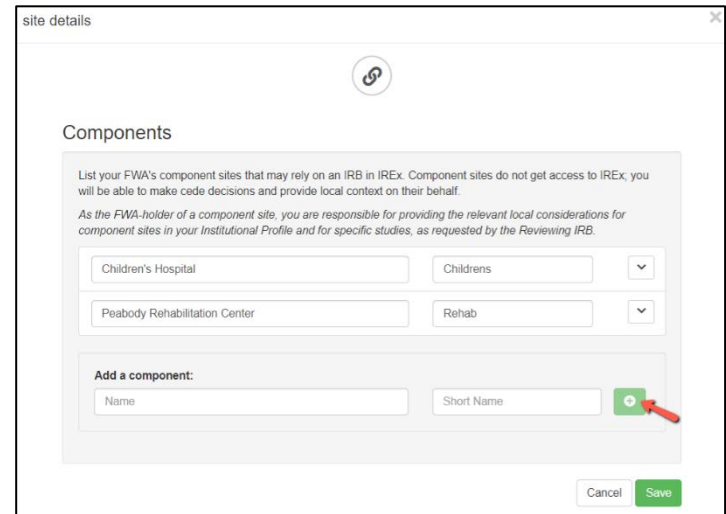 site details
Components
List your FWA's component sites that may rely on an IRB in IREx. Component sites do not get access to IREx; you
will be able to make cede decisions and provide local context on their behalf.
As the FWA-holder of a component site, you are responsible for providing the relevant local considerations for
component sites in your Institutional Profile and for specific studies, as requested by the Reviewing IRB.
Children's Hospital Childrens
Peabody Rehabilitation Center Rehab
Add a component:
Name Short Name
Cancel Save